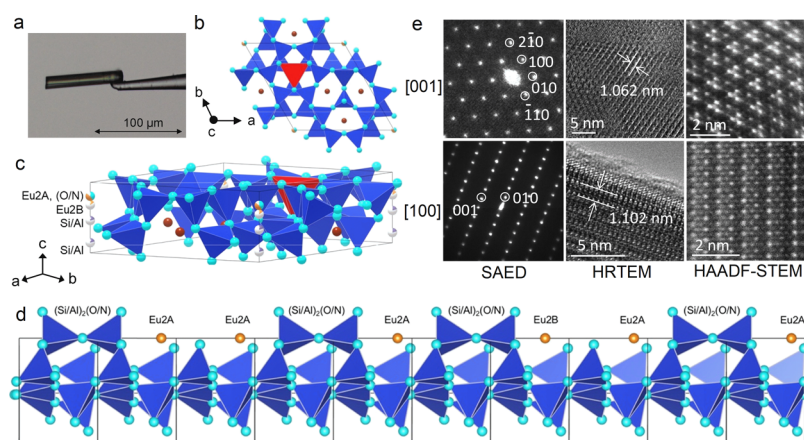 a
100 µm
b
b
c
a
c
Eu2A, (O/N)
Eu2B
Si/Al
Si/Al
c
a
b
e
[001]
2̄10
100
010
1̄10
1.062 nm
5 nm
2 nm
[100]
001
010
1.102 nm
5 nm
2 nm
SAED
HRTEM
HAADF-STEM
d
(Si/Al)₂(O/N)
Eu2A
Eu2A
(Si/Al)₂(O/N)
Eu2A
(Si/Al)₂(O/N)
Eu2B
Eu2A
(Si/Al)₂(O/N)
Eu2A